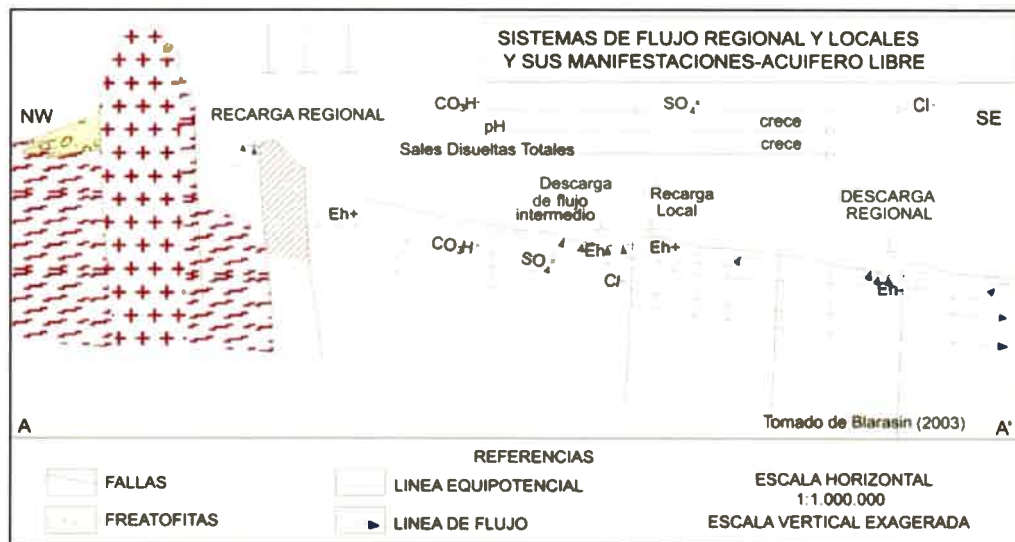 SISTEMAS DE FLUJO REGIONAL Y LOCALES
Y SUS MANIFESTACIONES-ACUIFERO LIBRE
NW
RECARGA REGIONAL
CO₃H⁻
SO₄⁼
Cl⁻
SE
pH
crece
Sales Disueltas Totales
crece
Descarga
de flujo
intermedio
Recarga
Local
DESCARGA
REGIONAL
Eh+
CO₃H⁻
SO₄⁼
Eh-
Cl⁻
Eh+
Eh-
A
Tomado de Blarasin (2003)
A'
REFERENCIAS
FALLAS
LINEA EQUIPOTENCIAL
ESCALA HORIZONTAL
1:1.000.000
FREATOFITAS
LINEA DE FLUJO
ESCALA VERTICAL EXAGERADA